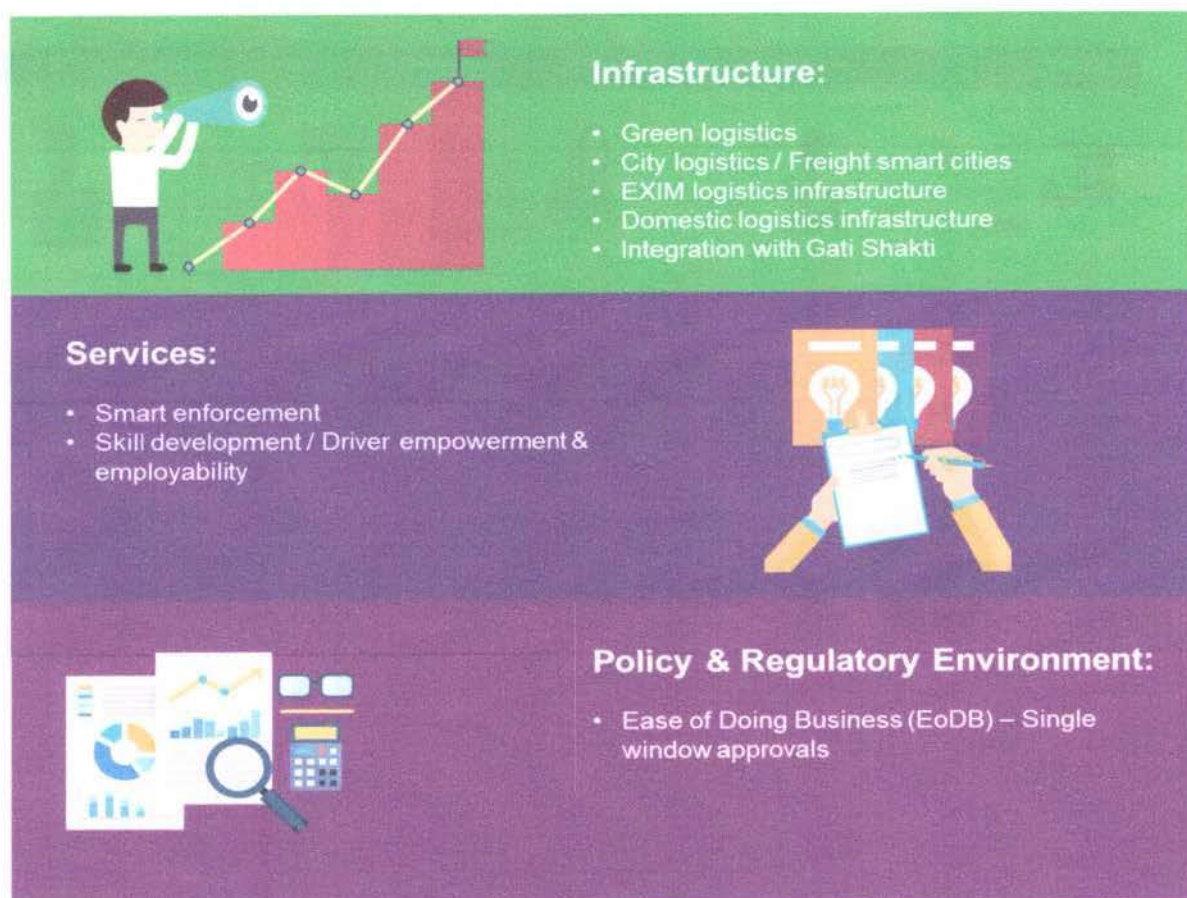 Infrastructure:
• Green logistics
• City logistics / Freight smart cities
• EXIM logistics infrastructure
• Domestic logistics infrastructure
• Integration with Gati Shakti
Services:
• Smart enforcement
• Skill development / Driver empowerment &
employability
Policy & Regulatory Environment:
• Ease of Doing Business (EoDB) – Single
window approvals